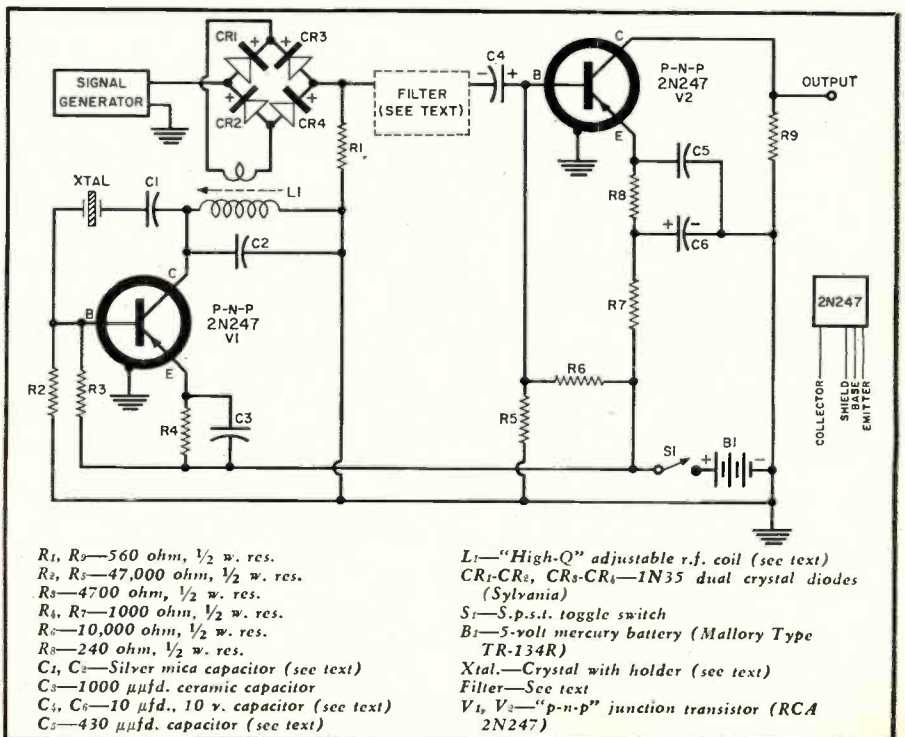 CR1
CR3
CR2
CR4
SIGNAL
GENERATOR
FILTER
(SEE TEXT)
C4
P-N-P
2N247
V2
B
C
E
OUTPUT
R1
R9
C5
R8
C6
R7
XTAL
C1
L1
C2
P-N-P
2N247
V1
B
C
E
2N247
COLLECTOR
SHIELD
BASE
EMITTER
R2
R3
R4
C3
R5
R6
S1
B1
R1, R9—560 ohm, 1/2 w. res.
R2, R5—47,000 ohm, 1/2 w. res.
R3—4700 ohm, 1/2 w. res.
R4, R7—1000 ohm, 1/2 w. res.
R6—10,000 ohm, 1/2 w. res.
R8—240 ohm, 1/2 w. res.
C1, C2—Silver mica capacitor (see text)
C3—1000 μμfd. ceramic capacitor
C4, C6—10 μfd., 10 v. capacitor (see text)
C5—430 μμfd. capacitor (see text)
L1—"High-Q" adjustable r.f. coil (see text)
CR1-CR2, CR3-CR4—1N35 dual crystal diodes
(Sylvania)
S1—S.p.s.t. toggle switch
B1—5-volt mercury battery (Mallory Type
TR-134R)
Xtal.—Crystal with holder (see text)
Filter—See text
V1, V2—"p-n-p" junction transistor (RCA
2N247)